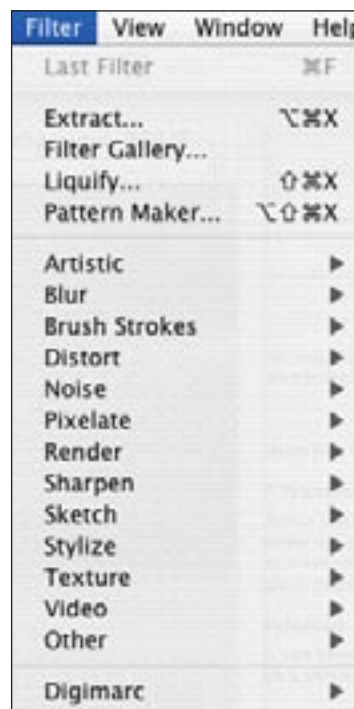 Filter View Window Help
Last Filter ⌘F
Extract... ⌥⌘X
Filter Gallery...
Liquify... ⇧⌘X
Pattern Maker... ⌥⇧⌘X
Artistic
Blur
Brush Strokes
Distort
Noise
Pixelate
Render
Sharpen
Sketch
Stylize
Texture
Video
Other
Digimarc